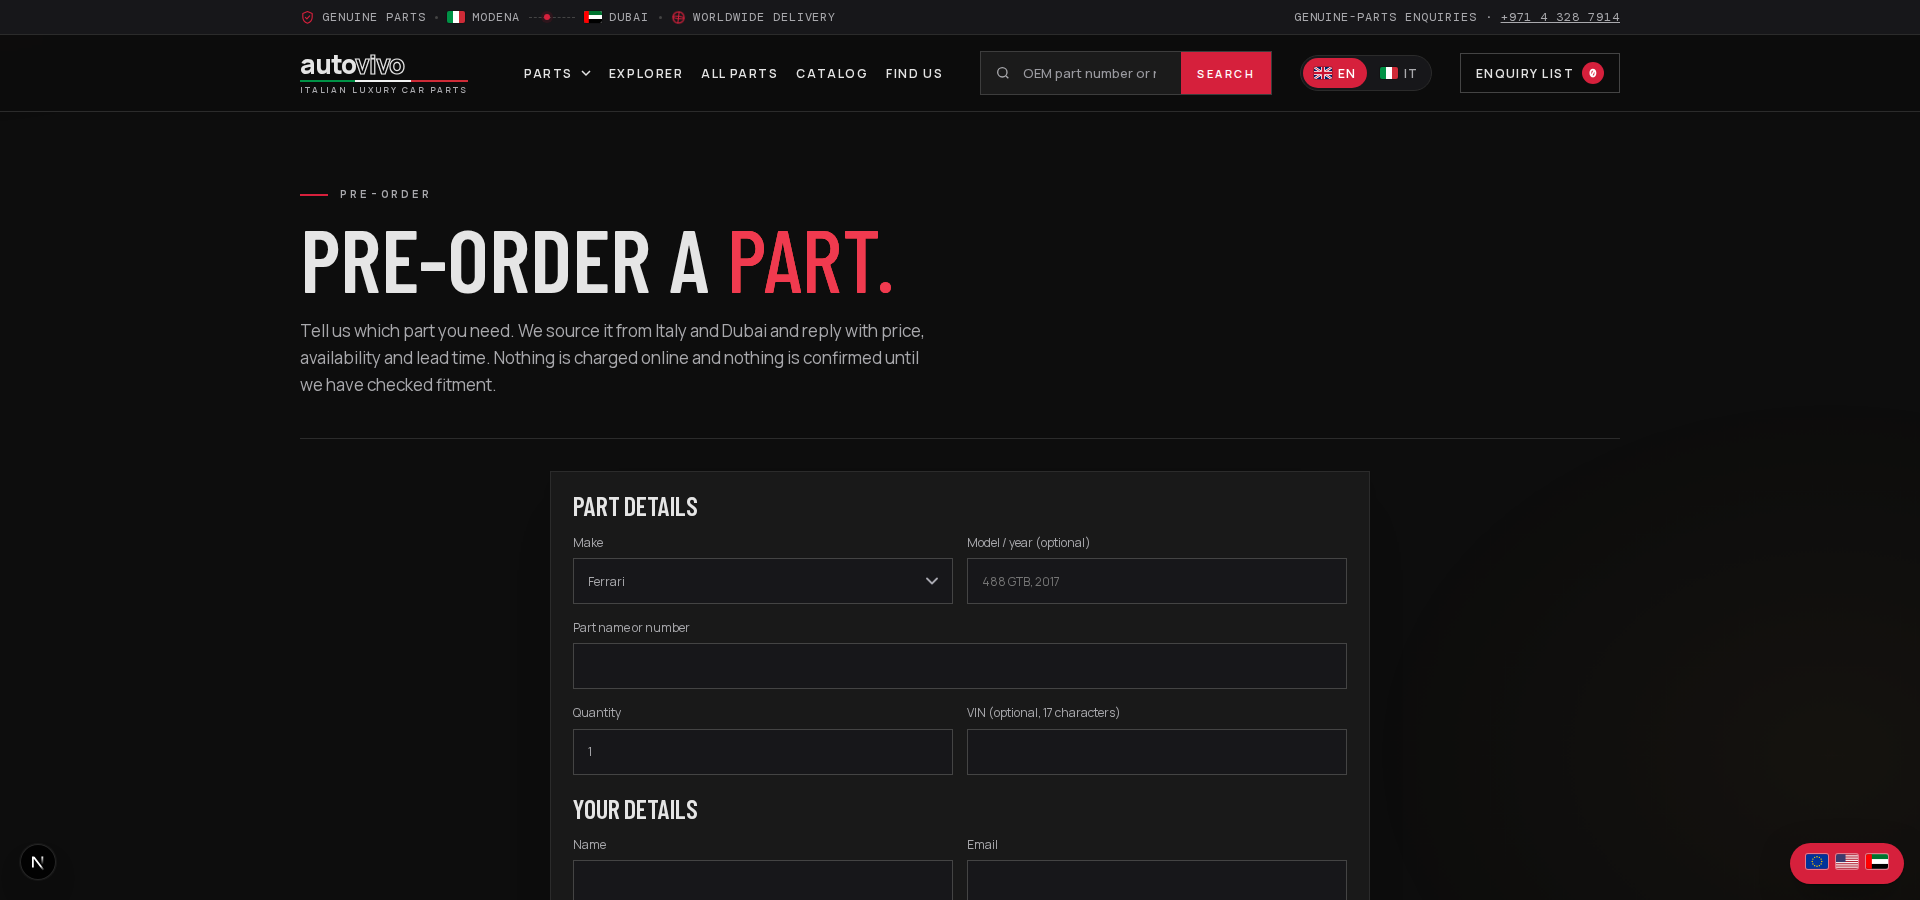 GENUINE PARTS • MODENA DUBAI • WORLDWIDE DELIVERY
GENUINE-PARTS ENQUIRIES · +971 4 328 7914
autovivo
ITALIAN LUXURY CAR PARTS
PARTS EXPLORER ALL PARTS CATALOG FIND US
OEM part number or
SEARCH
EN IT
ENQUIRY LIST 0
PRE-ORDER
PRE-ORDER A PART.
Tell us which part you need. We source it from Italy and Dubai and reply with price,
availability and lead time. Nothing is charged online and nothing is confirmed until
we have checked fitment.
PART DETAILS
Make Model / year (optional)
Ferrari 488 GTB, 2017
Part name or number
Quantity VIN (optional, 17 characters)
1
YOUR DETAILS
Name Email
N